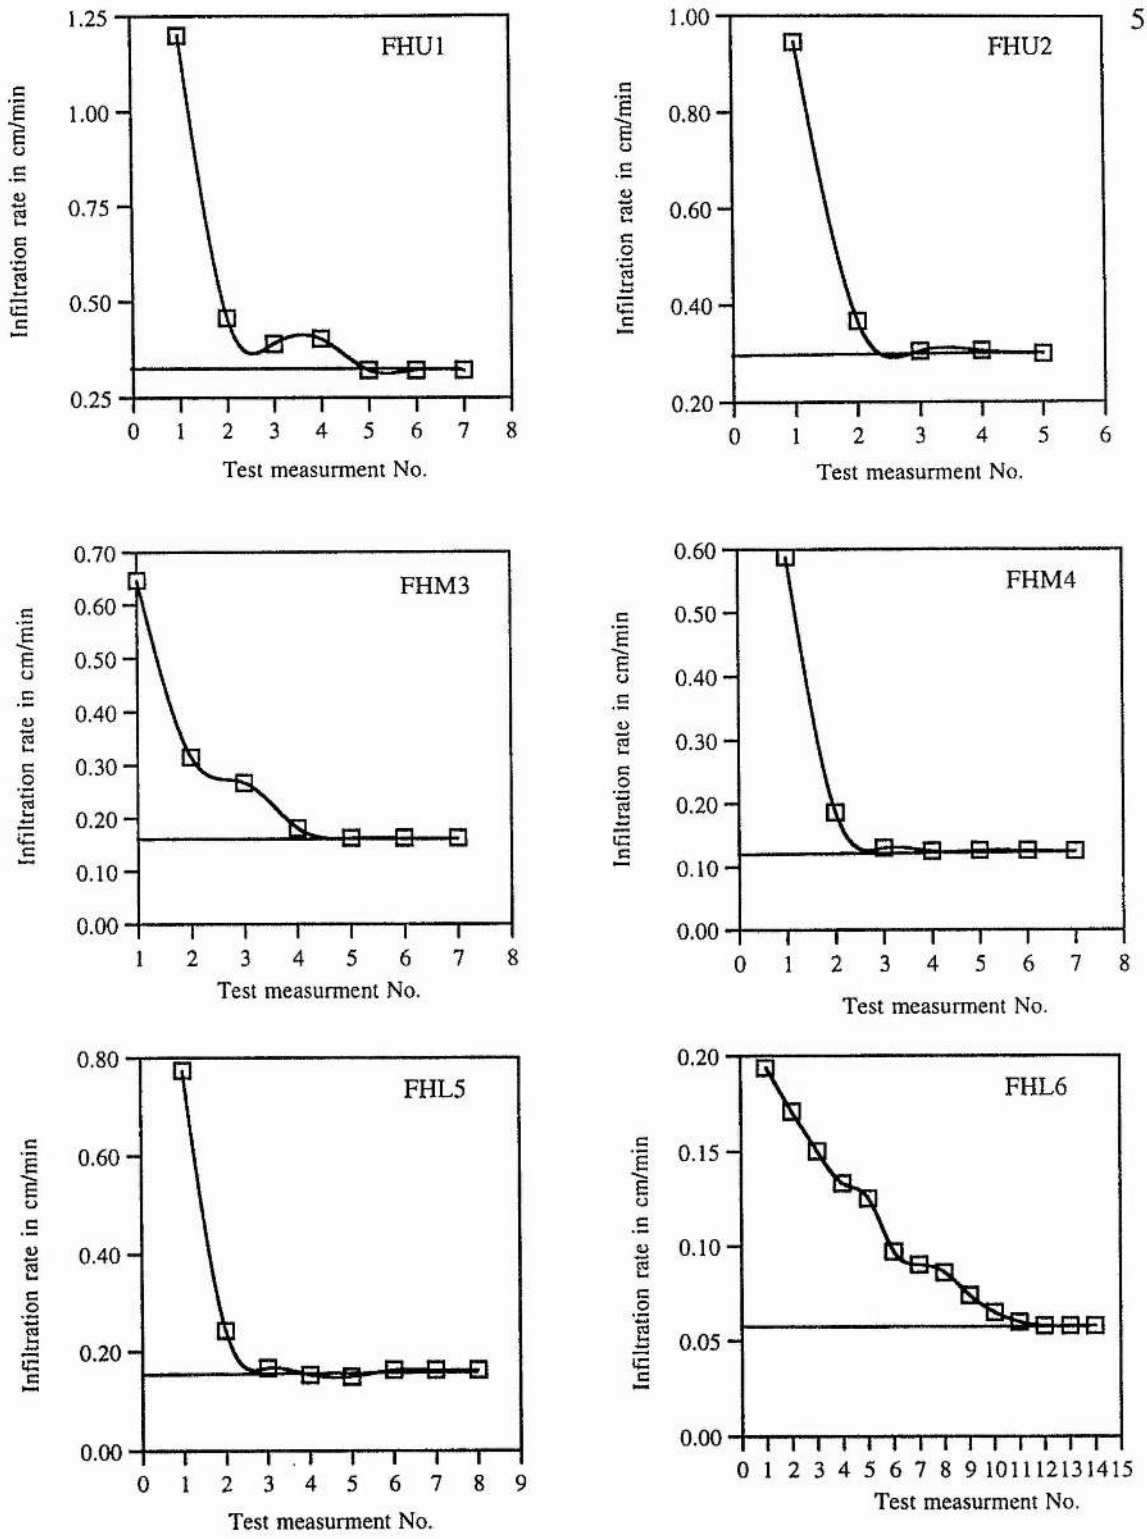 5
FHU1
Infiltration rate in cm/min
1.25
1.00
0.75
0.50
0.25
0 1 2 3 4 5 6 7 8
Test measurment No.
FHU2
Infiltration rate in cm/min
1.00
0.80
0.60
0.40
0.20
0 1 2 3 4 5 6
Test measurment No.
FHM3
Infiltration rate in cm/min
0.70
0.60
0.50
0.40
0.30
0.20
0.10
0.00
1 2 3 4 5 6 7 8
Test measurment No.
FHM4
Infiltration rate in cm/min
0.60
0.50
0.40
0.30
0.20
0.10
0.00
0 1 2 3 4 5 6 7 8
Test measurment No.
FHL5
Infiltration rate in cm/min
0.80
0.60
0.40
0.20
0.00
0 1 2 3 4 5 6 7 8 9
Test measurment No.
FHL6
Infiltration rate in cm/min
0.20
0.15
0.10
0.05
0.00
0 1 2 3 4 5 6 7 8 9 10 11 12 13 14 15
Test measurment No.